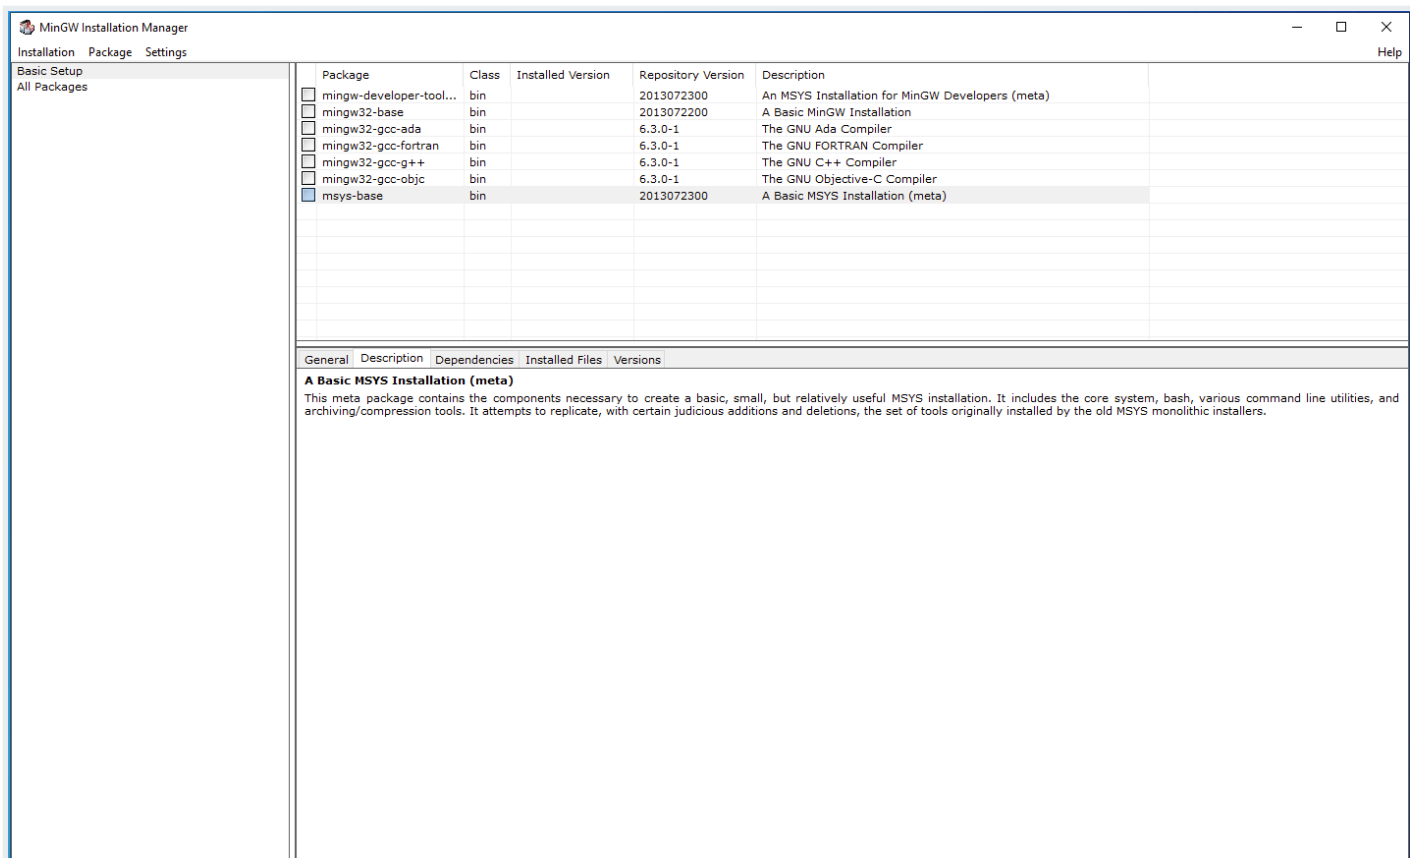 MinGW Installation Manager
Installation Package Settings Help
Basic Setup
All Packages
Package Class Installed Version Repository Version Description
mingw-developer-tool... bin 2013072300 An MSYS Installation for MinGW Developers (meta)
mingw32-base bin 2013072200 A Basic MinGW Installation
mingw32-gcc-ada bin 6.3.0-1 The GNU Ada Compiler
mingw32-gcc-fortran bin 6.3.0-1 The GNU FORTRAN Compiler
mingw32-gcc-g++ bin 6.3.0-1 The GNU C++ Compiler
mingw32-gcc-objc bin 6.3.0-1 The GNU Objective-C Compiler
msys-base bin 2013072300 A Basic MSYS Installation (meta)
General Description Dependencies Installed Files Versions
A Basic MSYS Installation (meta)
This meta package contains the components necessary to create a basic, small, but relatively useful MSYS installation. It includes the core system, bash, various command line utilities, and
archiving/compression tools. It attempts to replicate, with certain judicious additions and deletions, the set of tools originally installed by the old MSYS monolithic installers.